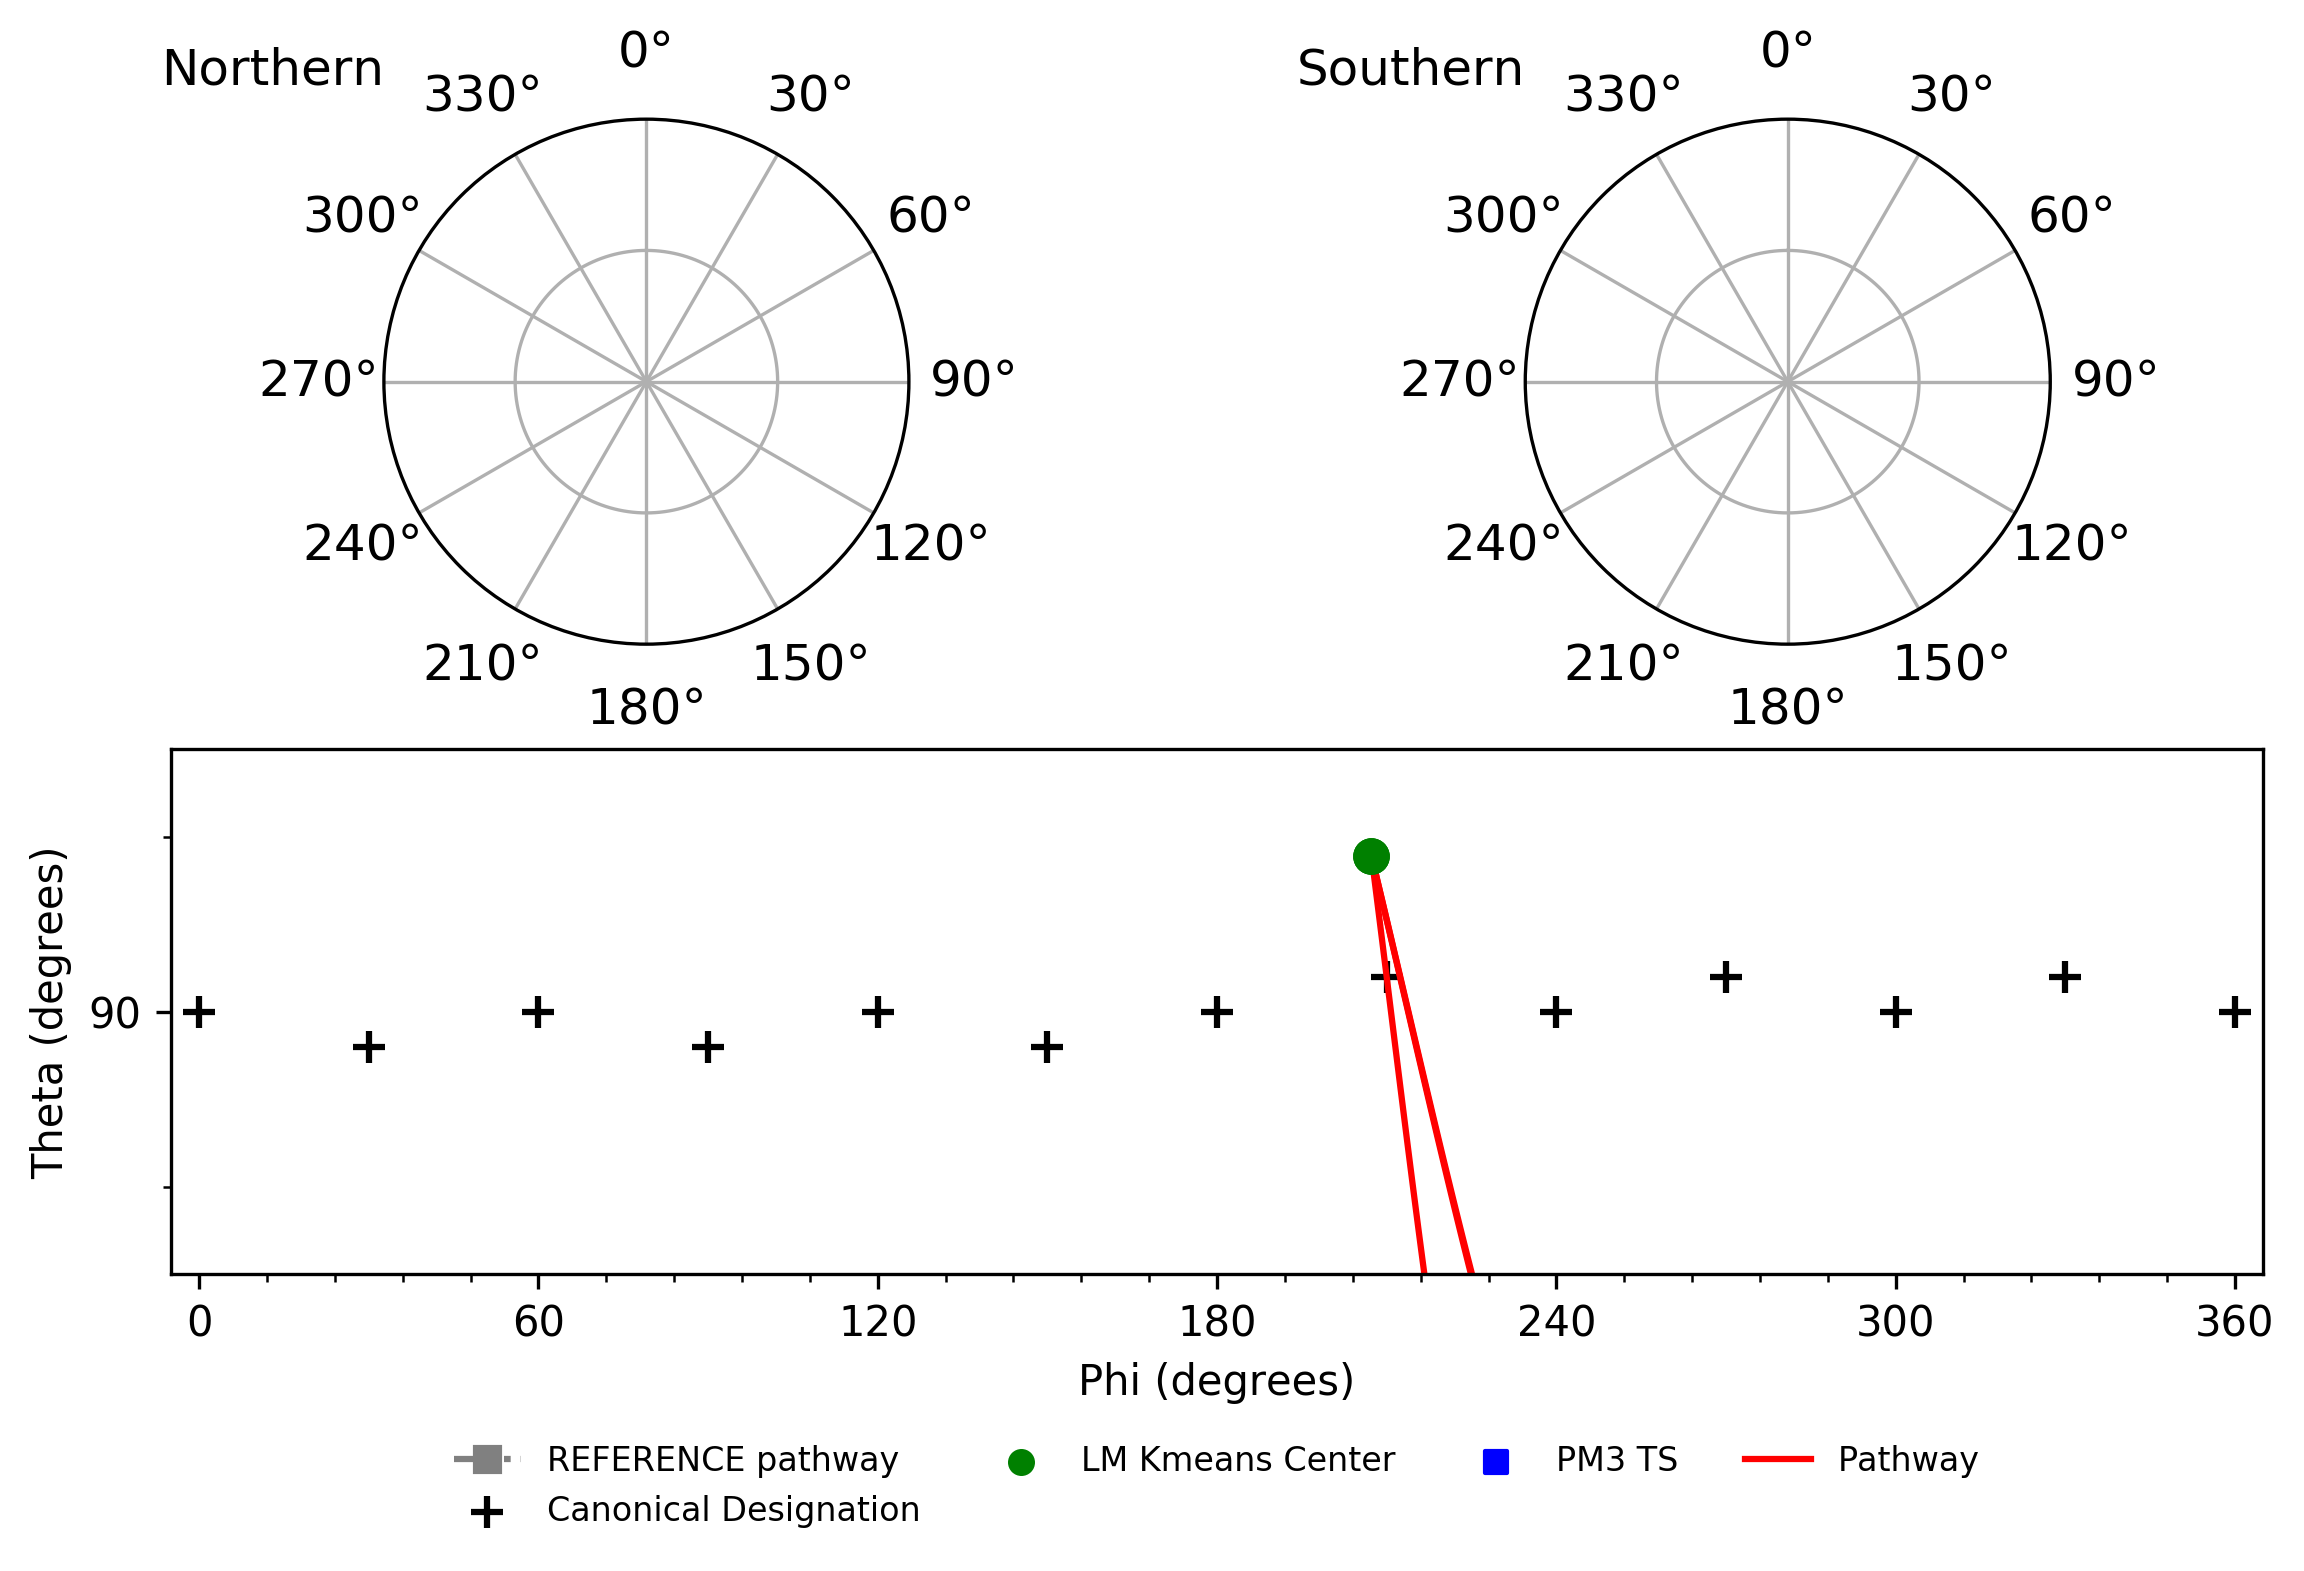 Northern
0°
30°
60°
90°
120°
150°
180°
210°
240°
270°
300°
330°
Southern
0°
30°
60°
90°
120°
150°
180°
210°
240°
270°
300°
330°
Theta (degrees)
90
0 60 120 180 240 300 360
Phi (degrees)
REFERENCE pathway
Canonical Designation
LM Kmeans Center
PM3 TS
Pathway